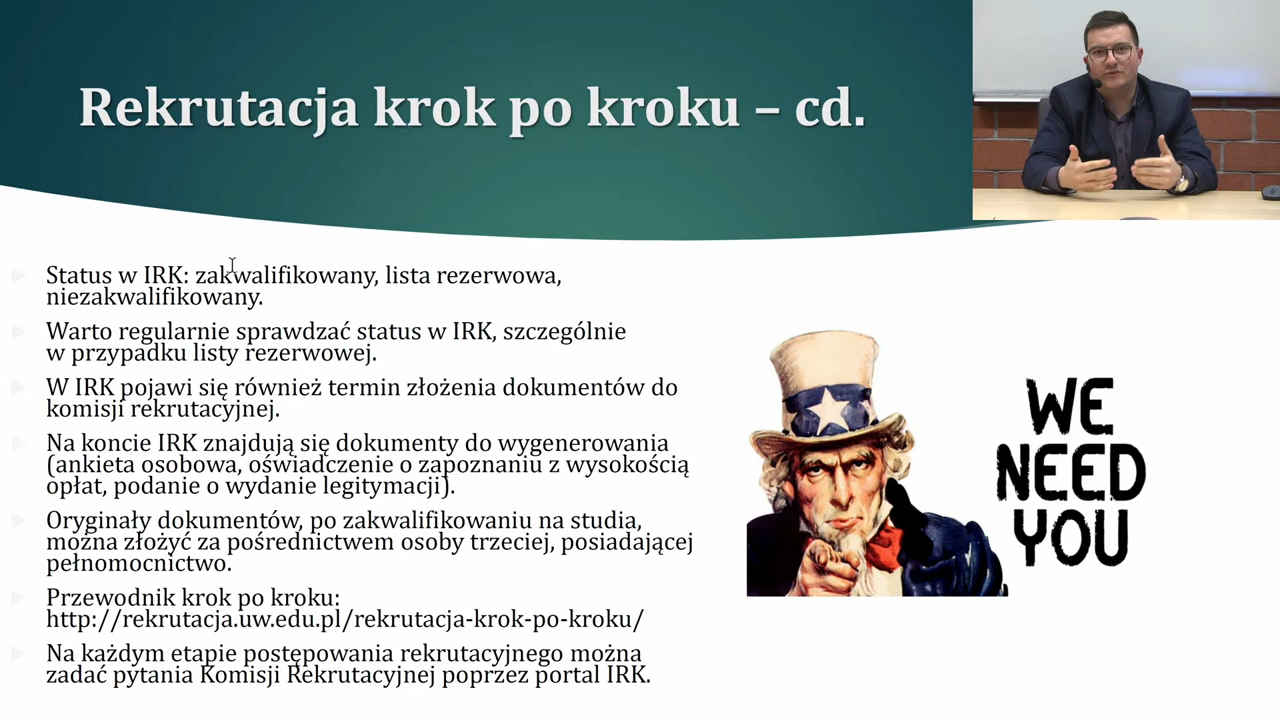 Rekrutacja krok po kroku – cd.
Status w IRK: zakwalifikowany, lista rezerwowa,
niezakwalifikowany.
Warto regularnie sprawdzać status w IRK, szczególnie
w przypadku listy rezerwowej.
W IRK pojawi się również termin złożenia dokumentów do
komisji rekrutacyjnej.
Na koncie IRK znajdują się dokumenty do wygenerowania
(ankieta osobowa, oświadczenie o zapoznaniu z wysokością
opłat, podanie o wydanie legitymacji).
Oryginały dokumentów, po zakwalifikowaniu na studia,
można złożyć za pośrednictwem osoby trzeciej, posiadającej
pełnomocnictwo.
Przewodnik krok po kroku:
http://rekrutacja.uw.edu.pl/rekrutacja-krok-po-kroku/
Na każdym etapie postępowania rekrutacyjnego można
zadać pytania Komisji Rekrutacyjnej poprzez portal IRK.
WE
NEED
YOU